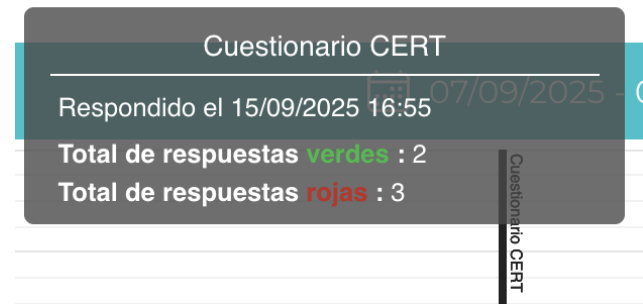 Cuestionario CERT
07/09/2025 - 0
Respondido el 15/09/2025 16:55
Total de respuestas verdes : 2
Total de respuestas rojas : 3
Cuestionario CERT